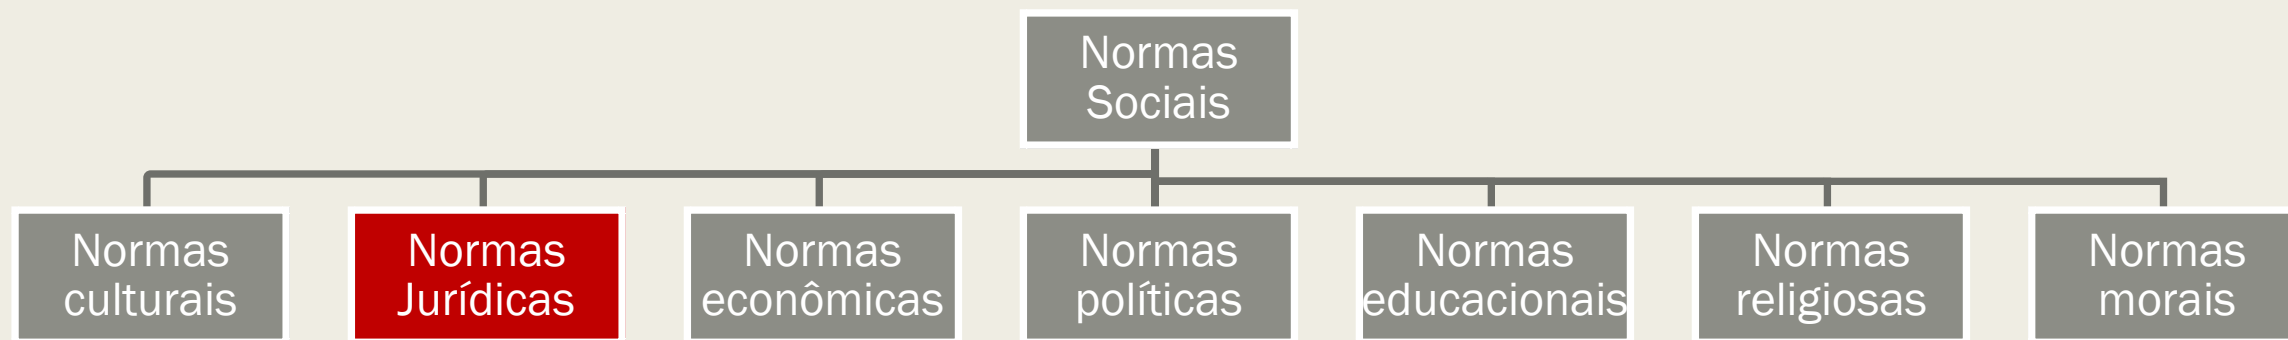 Normas
Sociais
Normas
culturais
Normas
Jurídicas
Normas
econômicas
Normas
políticas
Normas
educacionais
Normas
religiosas
Normas
morais